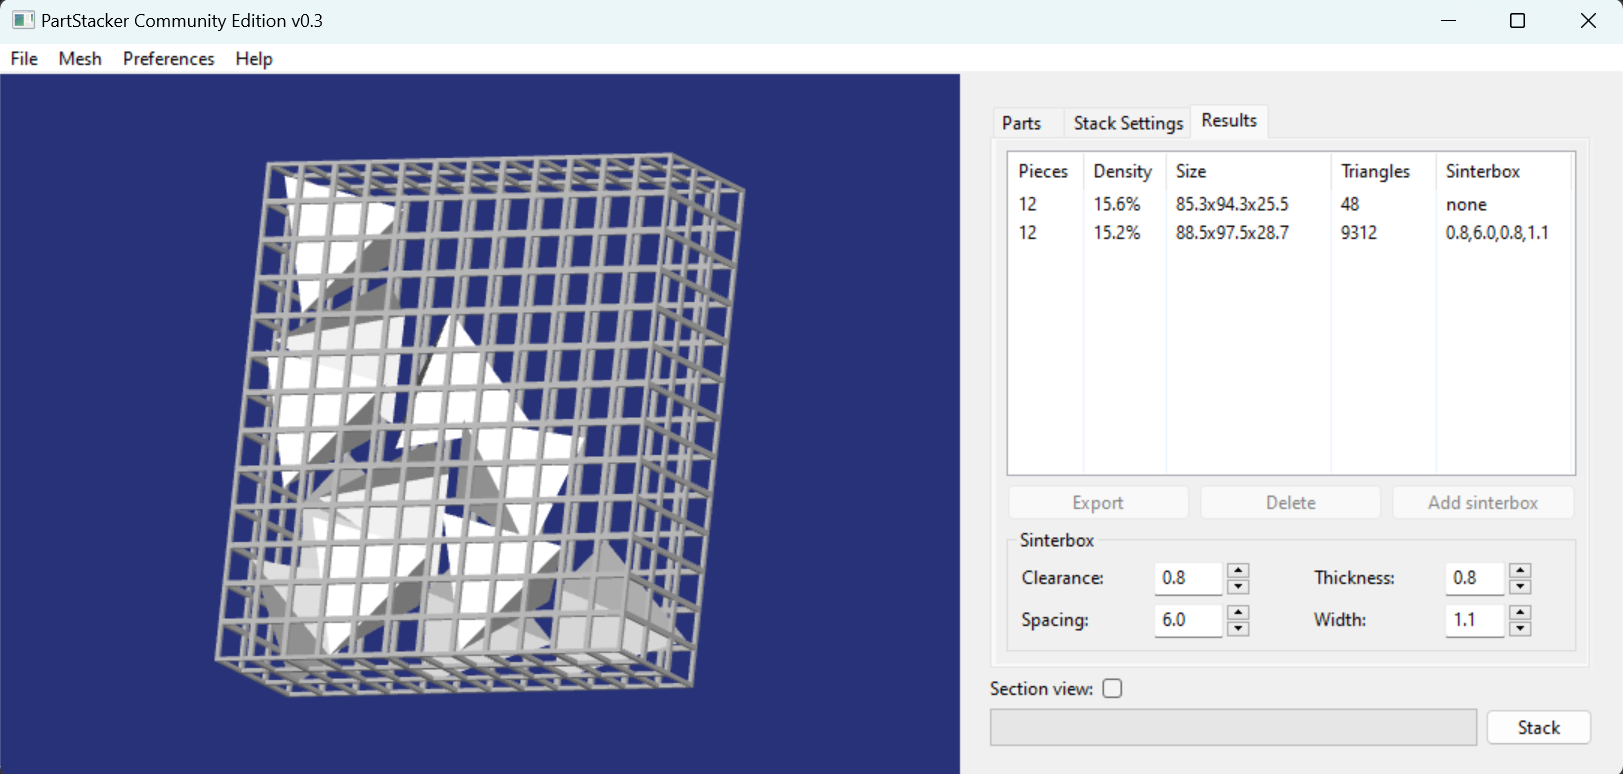 PartStacker Community Edition v0.3
File Mesh Preferences Help
Parts Stack Settings Results
Pieces Density Size Triangles Sinterbox
12 15.6% 85.3x94.3x25.5 48 none
12 15.2% 88.5x97.5x28.7 9312 0.8,6.0,0.8,1.1
Export Delete Add sinterbox
Sinterbox
Clearance: 0.8 Thickness: 0.8
Spacing: 6.0 Width: 1.1
Section view:
Stack